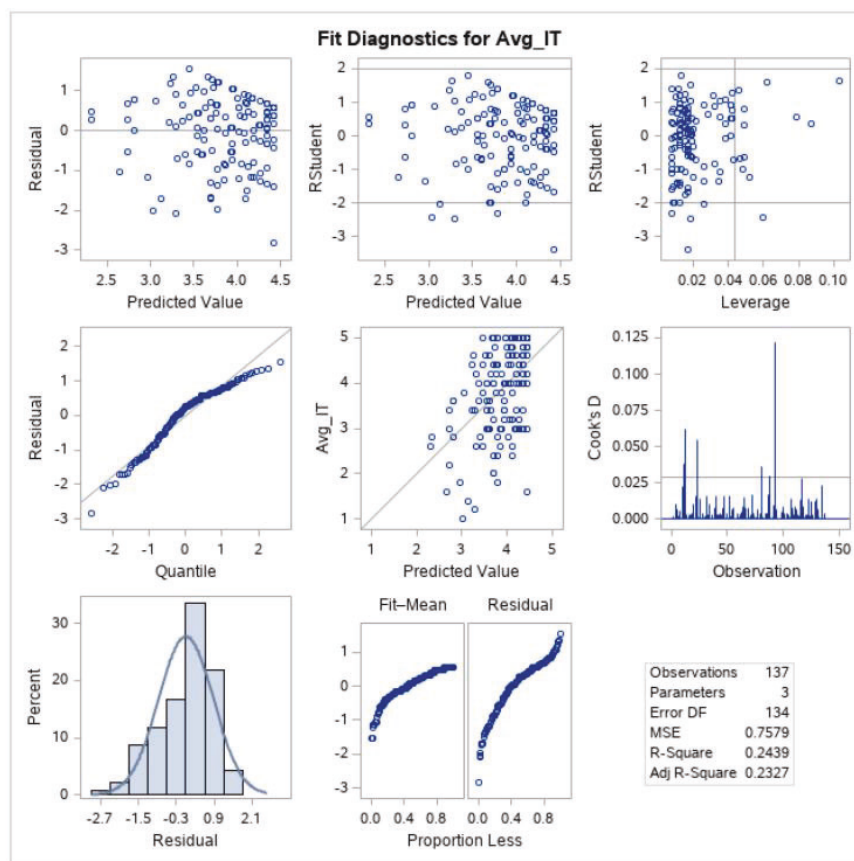 Fit Diagnostics for Avg_IT
Residual
1
0
-1
-2
-3
2.5 3.0 3.5 4.0 4.5
Predicted Value
RStudent
2
1
0
-1
-2
-3
2.5 3.0 3.5 4.0 4.5
Predicted Value
RStudent
2
1
0
-1
-2
-3
0.02 0.04 0.06 0.08 0.10
Leverage
Residual
2
1
0
-1
-2
-3
-2 -1 0 1 2
Quantile
Avg_IT
5
4
3
2
1
1 2 3 4 5
Predicted Value
Cook's D
0.125
0.100
0.075
0.050
0.025
0.000
0 50 100 150
Observation
Percent
30
20
10
0
-2.7 -1.5 -0.3 0.9 2.1
Residual
Fit–Mean Residual
1
0
-1
-2
-3
0.0 0.4 0.8 0.0 0.4 0.8
Proportion Less
Observations 137
Parameters 3
Error DF 134
MSE 0.7579
R-Square 0.2439
Adj R-Square 0.2327